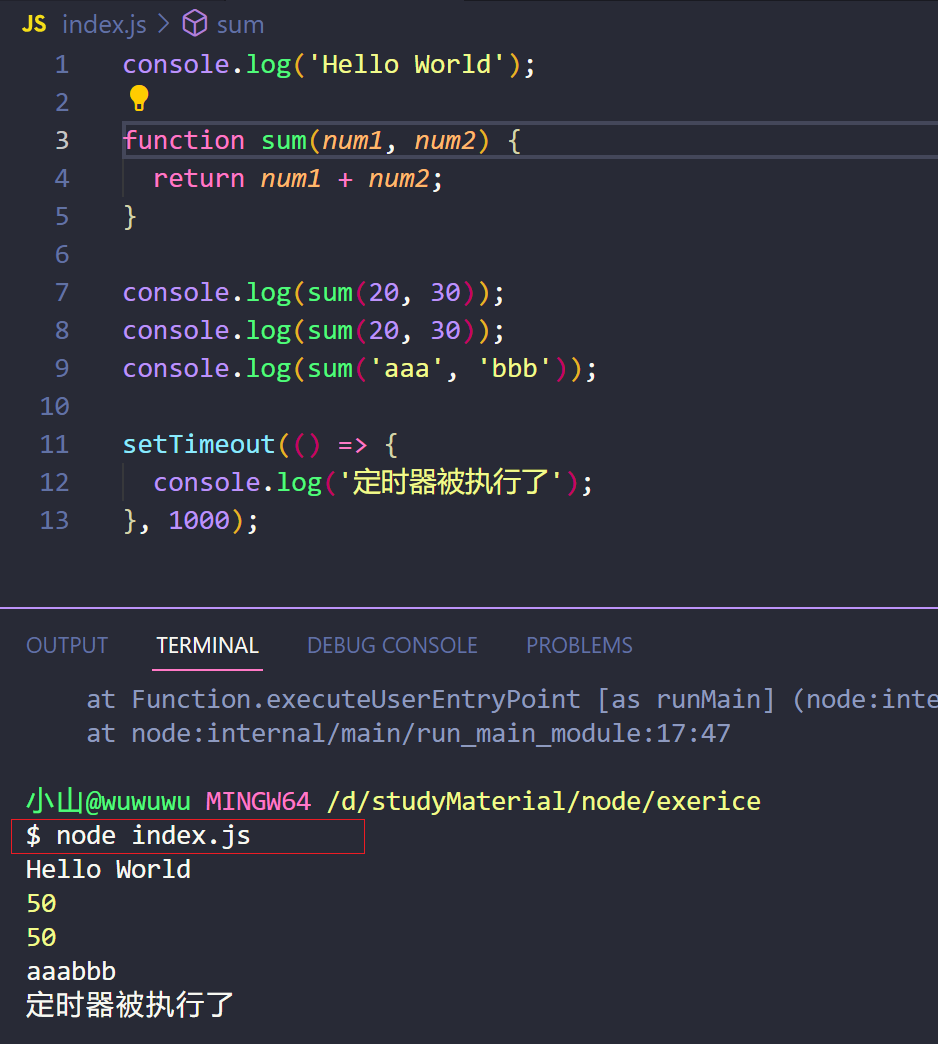 JS index.js > sum
1 console.log('Hello World');
2
3 function sum(num1, num2) {
4 return num1 + num2;
5 }
6
7 console.log(sum(20, 30));
8 console.log(sum(20, 30));
9 console.log(sum('aaa', 'bbb'));
10
11 setTimeout(() => {
12 console.log('定时器被执行了');
13 }, 1000);
OUTPUT TERMINAL DEBUG CONSOLE PROBLEMS
at Function.executeUserEntryPoint [as runMain] (node:inte
at node:internal/main/run_main_module:17:47
小山@wuwuwu MINGW64 /d/studyMaterial/node/exerice
$ node index.js
Hello World
50
50
aaabbb
定时器被执行了